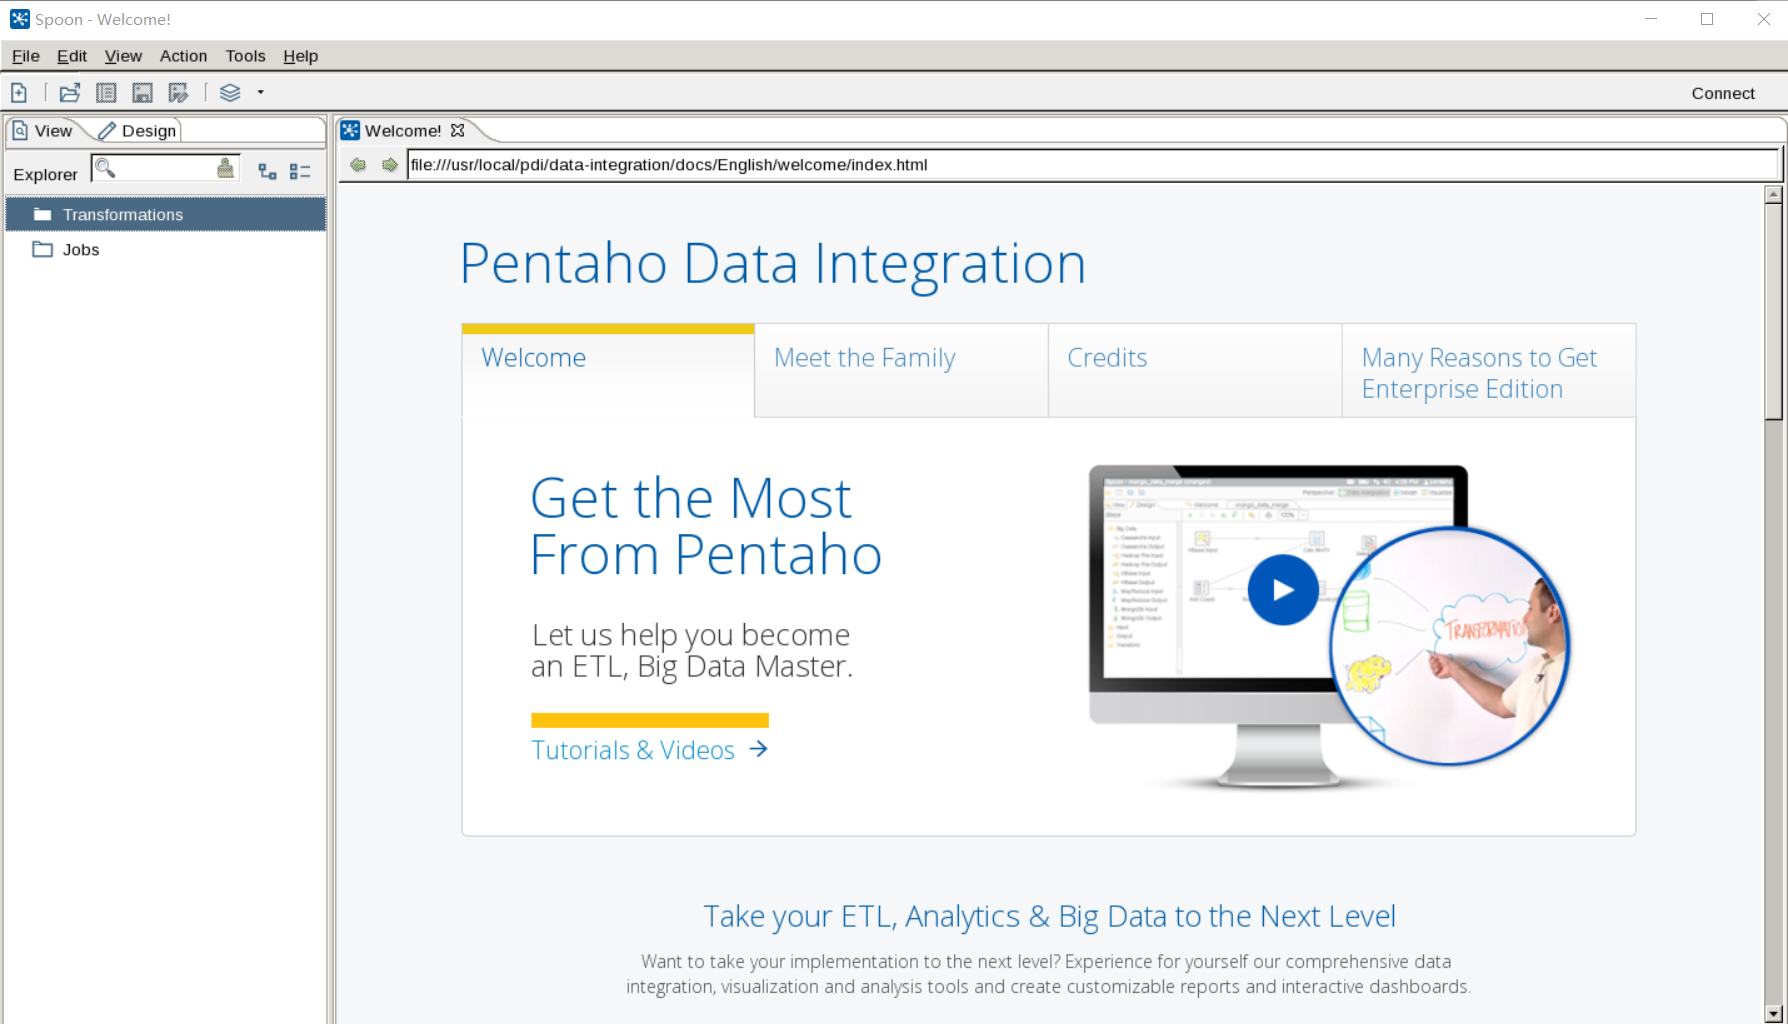 Spoon - Welcome!
File Edit View Action Tools Help
Connect
View Design
Explorer
Transformations
Jobs
Welcome!
file:///usr/local/pdi/data-integration/docs/English/welcome/index.html
Pentaho Data Integration
Welcome
Meet the Family
Credits
Many Reasons to Get
Enterprise Edition
Get the Most
From Pentaho
Let us help you become
an ETL, Big Data Master.
Tutorials & Videos
TRANSFORMATION
Take your ETL, Analytics & Big Data to the Next Level
Want to take your implementation to the next level? Experience for yourself our comprehensive data
integration, visualization and analysis tools and create customizable reports and interactive dashboards.